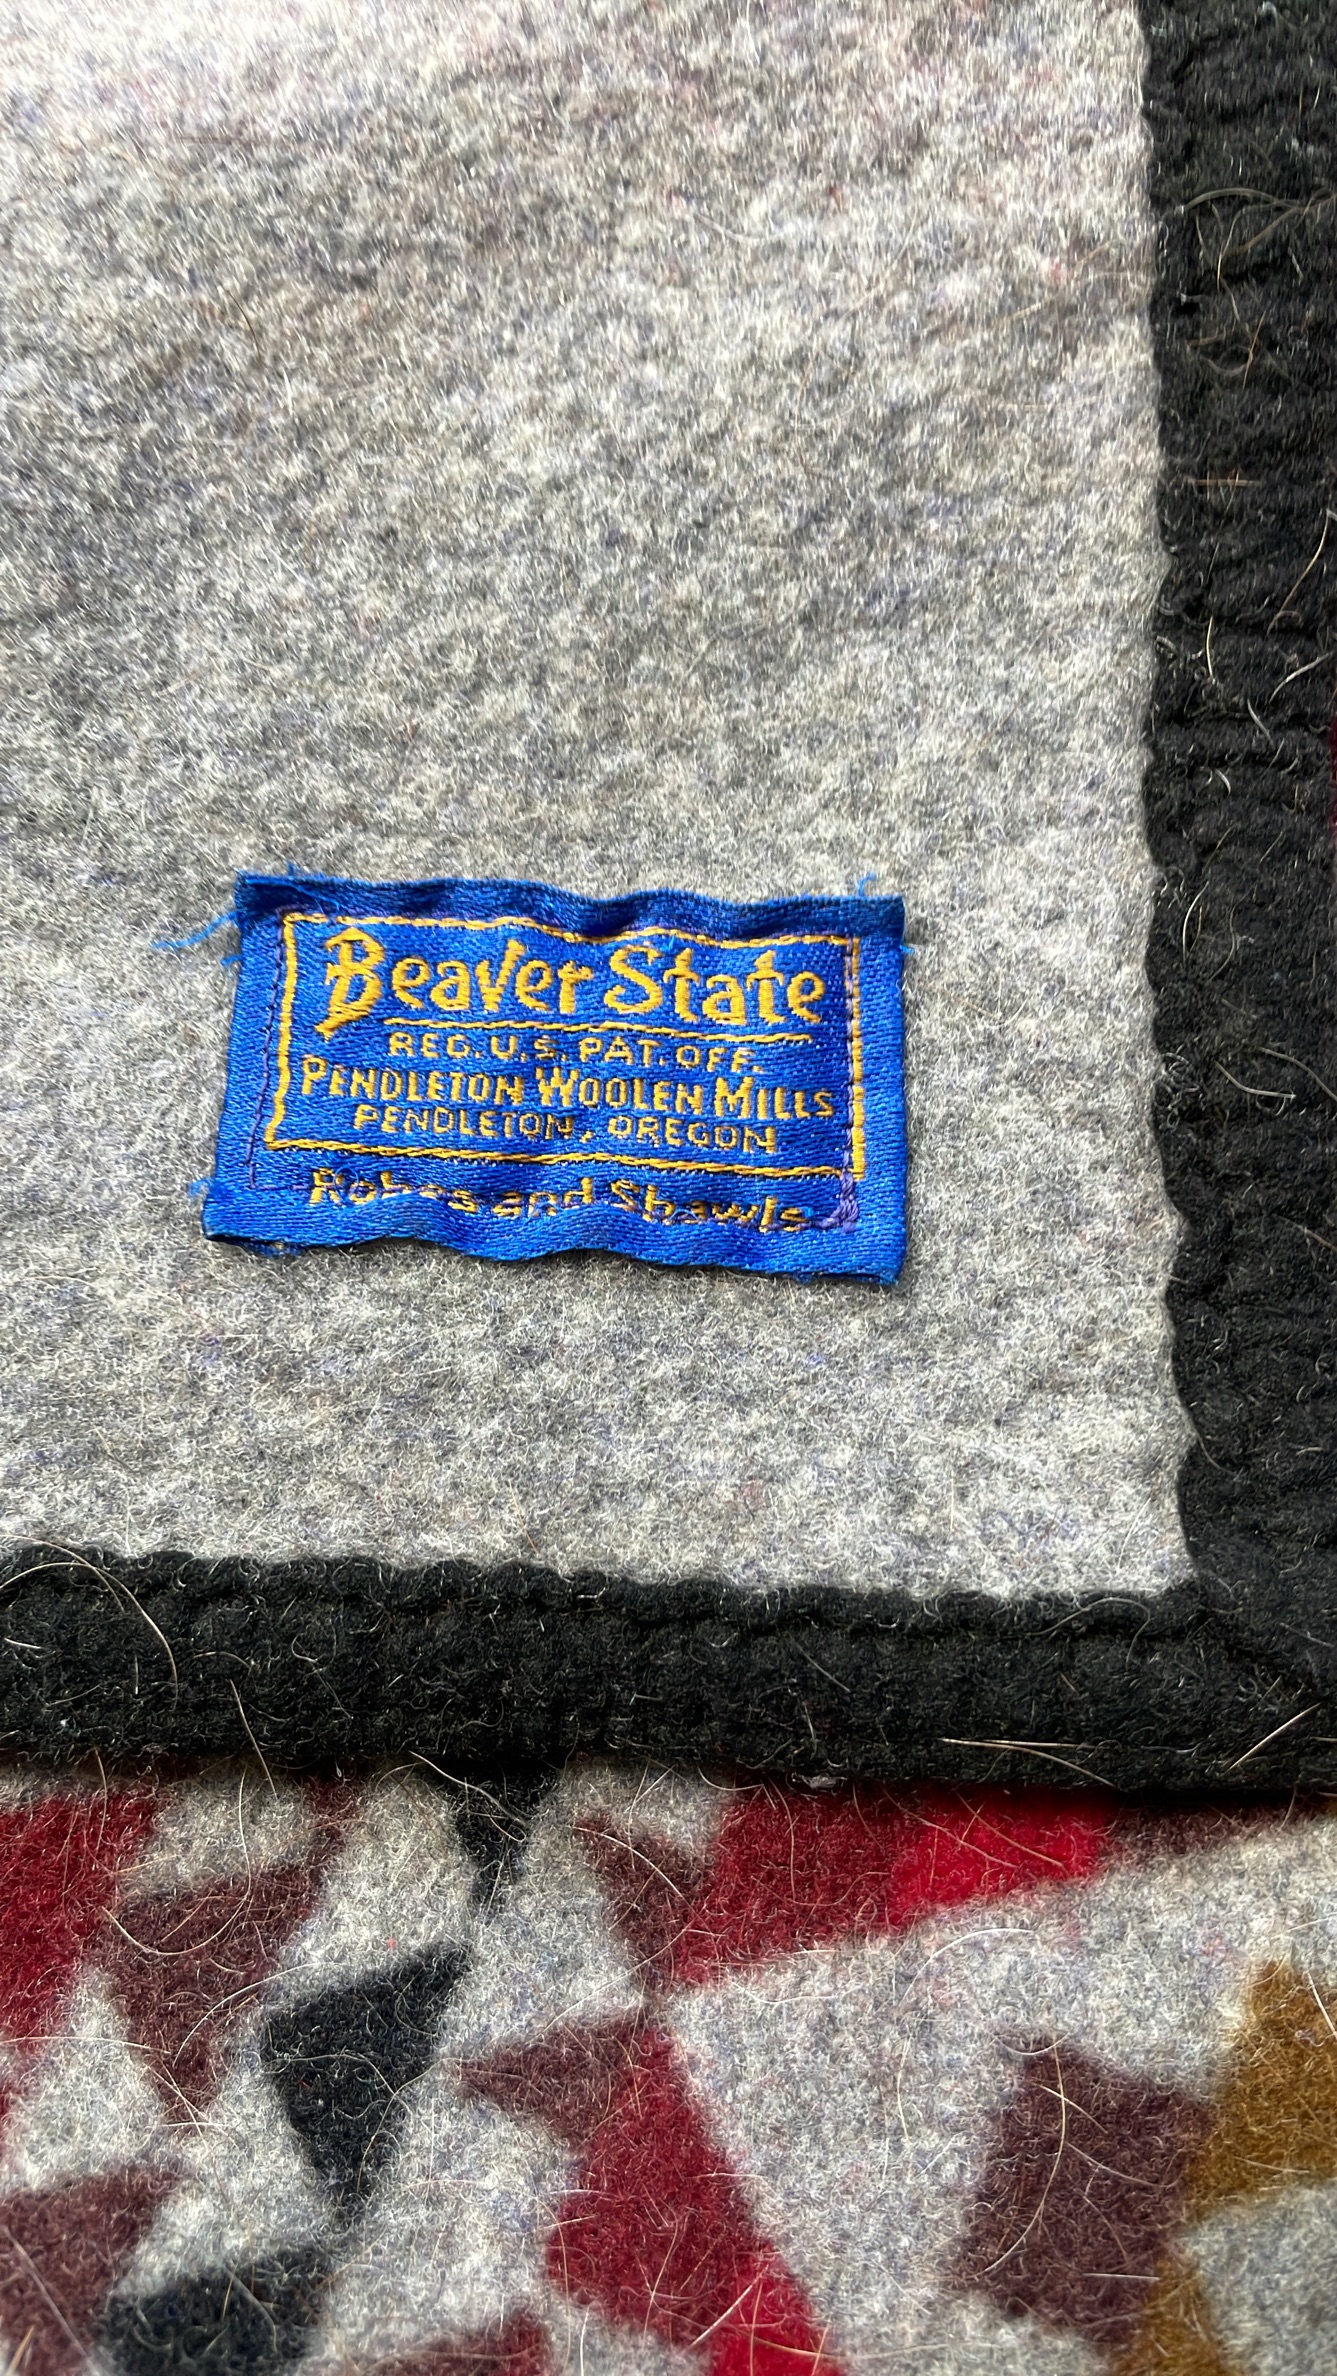 Beaver State
REG. U.S. PAT. OFF.
PENDLETON WOOLEN MILLS
PENDLETON, OREGON
Robes and Shawls